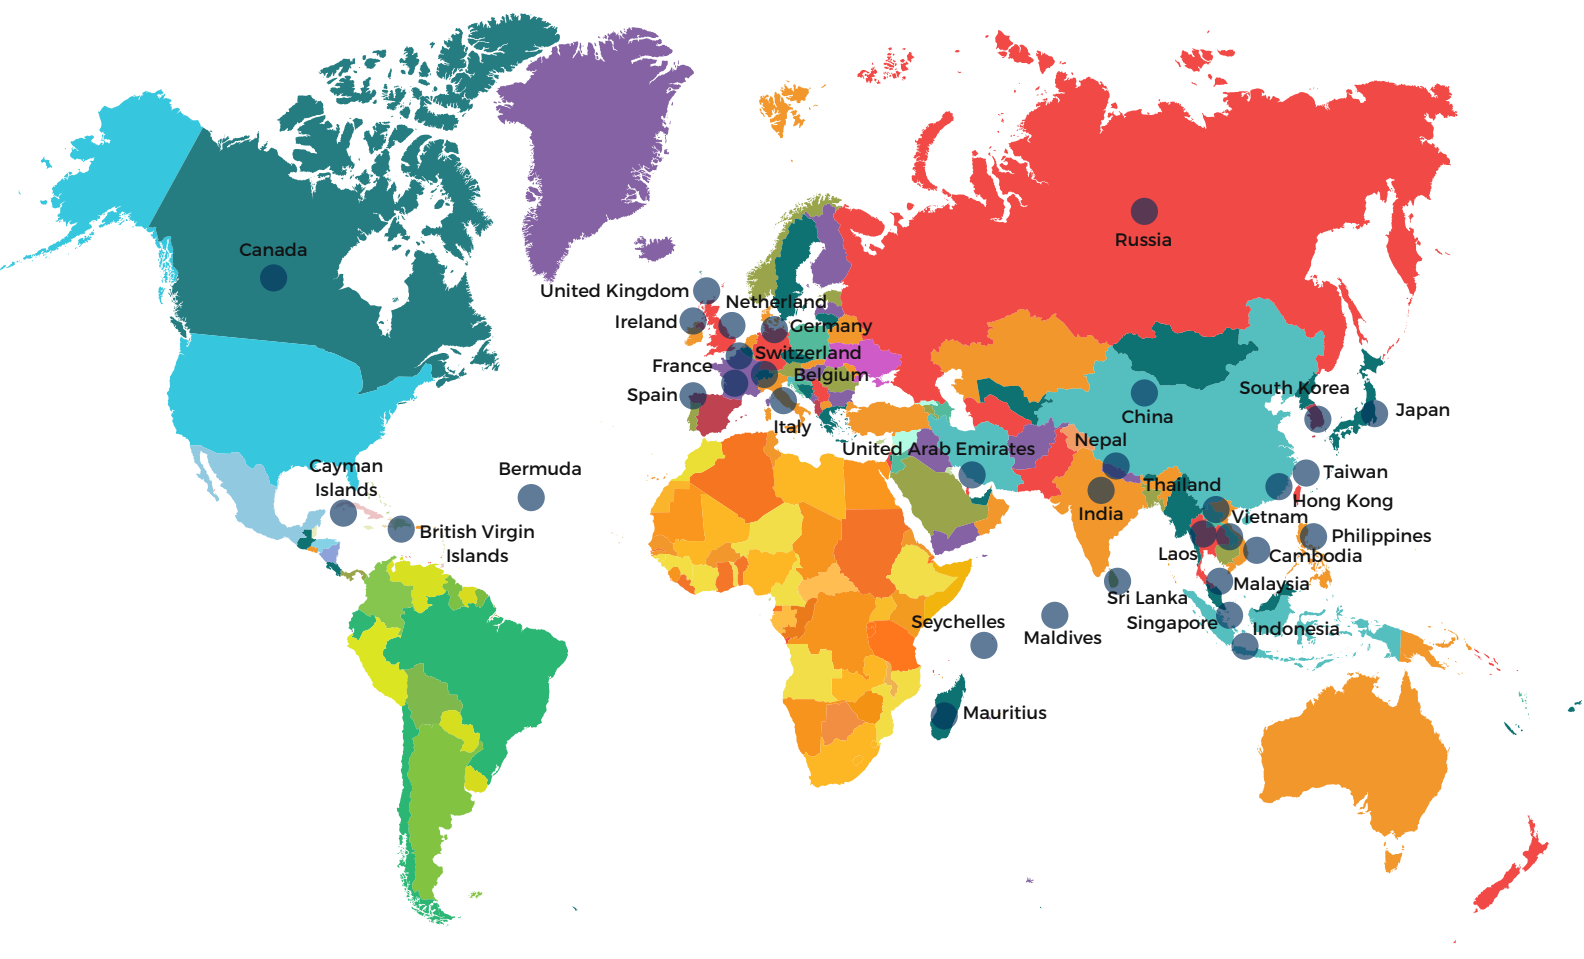 Russia
Canada
United Kingdom
Netherland
Ireland
Germany
Switzerland
France
Belgium
Spain
South Korea
Japan
China
Italy
Nepal
United Arab Emirates
Cayman
Islands
Bermuda
Taiwan
Thailand
Hong Kong
India
Vietnam
British Virgin
Islands
Philippines
Laos
Cambodia
Malaysia
Sri Lanka
Seychelles
Singapore
Indonesia
Maldives
Mauritius